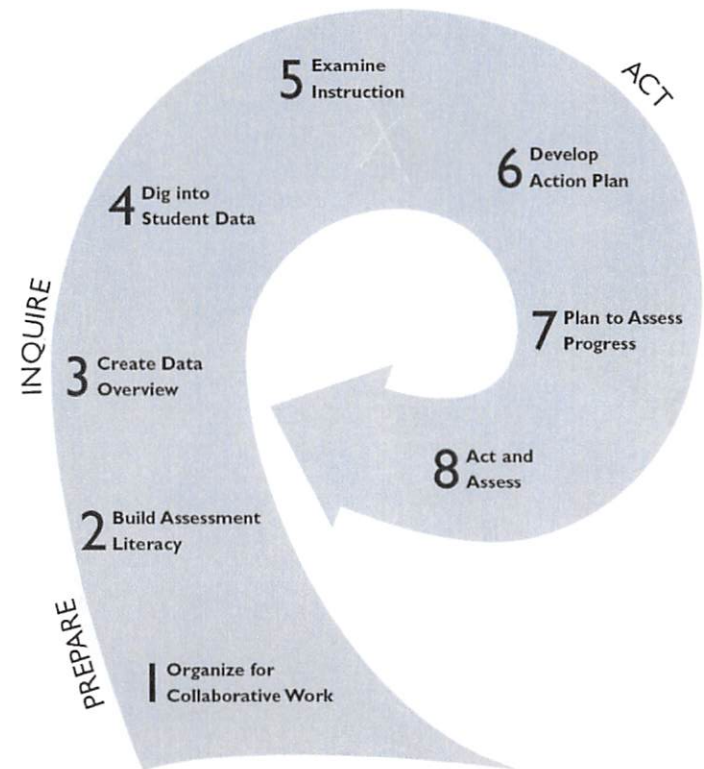 5 Examine
Instruction
ACT
6 Develop
Action Plan
4 Dig into
Student Data
INQUIRE
7 Plan to Assess
Progress
3 Create Data
Overview
8 Act and
Assess
2 Build Assessment
Literacy
PREPARE
1 Organize for
Collaborative Work